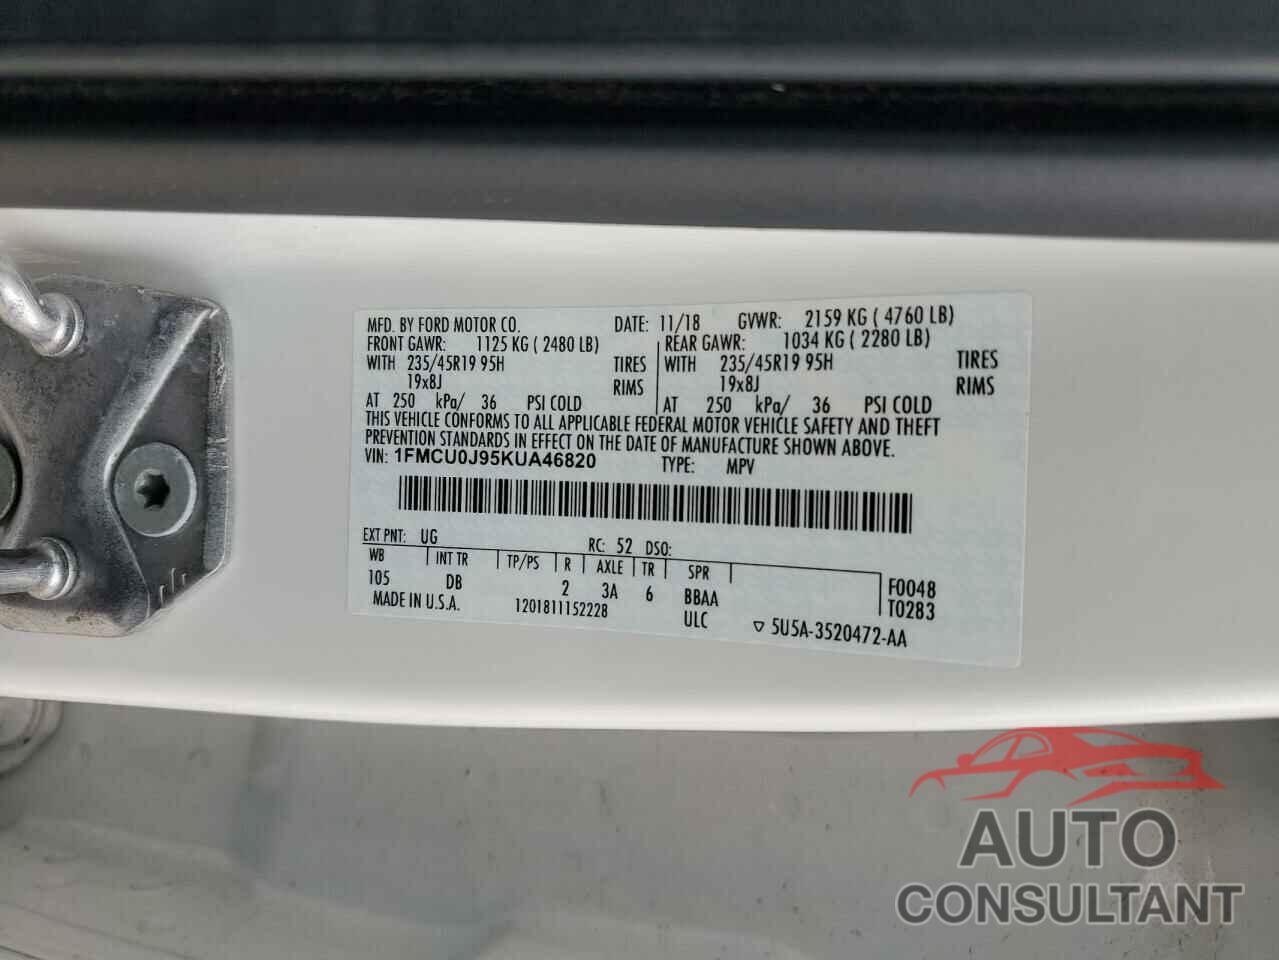 MFD. BY FORD MOTOR CO. DATE: 11/18 GVWR: 2159 KG ( 4760 LB)
FRONT GAWR: 1125 KG ( 2480 LB) REAR GAWR: 1034 KG ( 2280 LB)
WITH 235/45R19 95H TIRES WITH 235/45R19 95H TIRES
19x8J RIMS 19x8J RIMS
AT 250 kPa/ 36 PSI COLD AT 250 kPa/ 36 PSI COLD
THIS VEHICLE CONFORMS TO ALL APPLICABLE FEDERAL MOTOR VEHICLE SAFETY AND THEFT
PREVENTION STANDARDS IN EFFECT ON THE DATE OF MANUFACTURE SHOWN ABOVE.
VIN: 1FMCU0J95KUA46820 TYPE: MPV
EXT PNT: UG RC: 52 DSO:
WB INT TR TP/PS R AXLE TR SPR
105 DB 2 3A 6 BBAA F0048
MADE IN U.S.A. 1201811152228 ULC T0283
▽ 5U5A-3520472-AA
AUTO
CONSULTANT